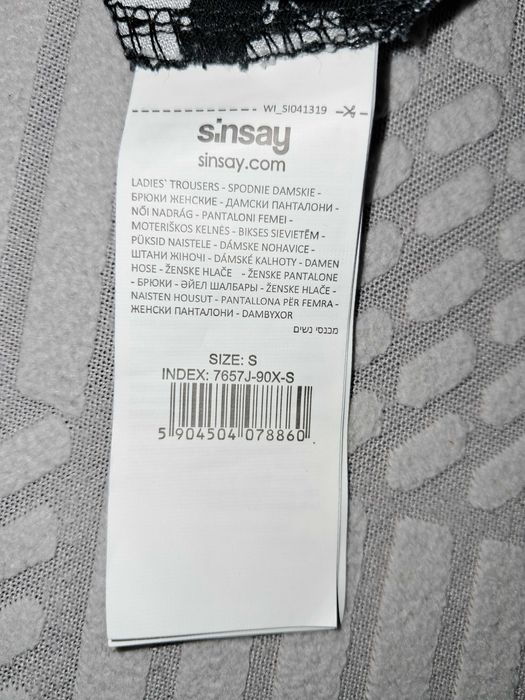 WI_SI041319
sinsay
sinsay.com
LADIES' TROUSERS - SPODNIE DAMSKIE -
БРЮКИ ЖЕНСКИЕ - ДАМСКИ ПАНТАЛОНИ -
NŐI NADRÁG - PANTALONI FEMEI -
MOTERIŠKOS KELNĖS - BIKSES SIEVIETĒM -
PÜKSID NAISTELE - DÁMSKE NOHAVICE -
ШТАНИ ЖІНОЧІ - DÁMSKÉ KALHOTY - DAMEN
HOSE - ŽENSKE HLAČE - ŽENSKE PANTALONE
- БРЮКИ - ӘЙЕЛ ШАЛБАРЫ - ŽENSKE HLAČE -
NAISTEN HOUSUT - PANTALLONA PËR FEMRA -
ЖЕНСКИ ПАНТАЛОНИ - DAMBYXOR
מכנסי נשים
SIZE: S
INDEX: 7657J-90X-S
5 904504 078860